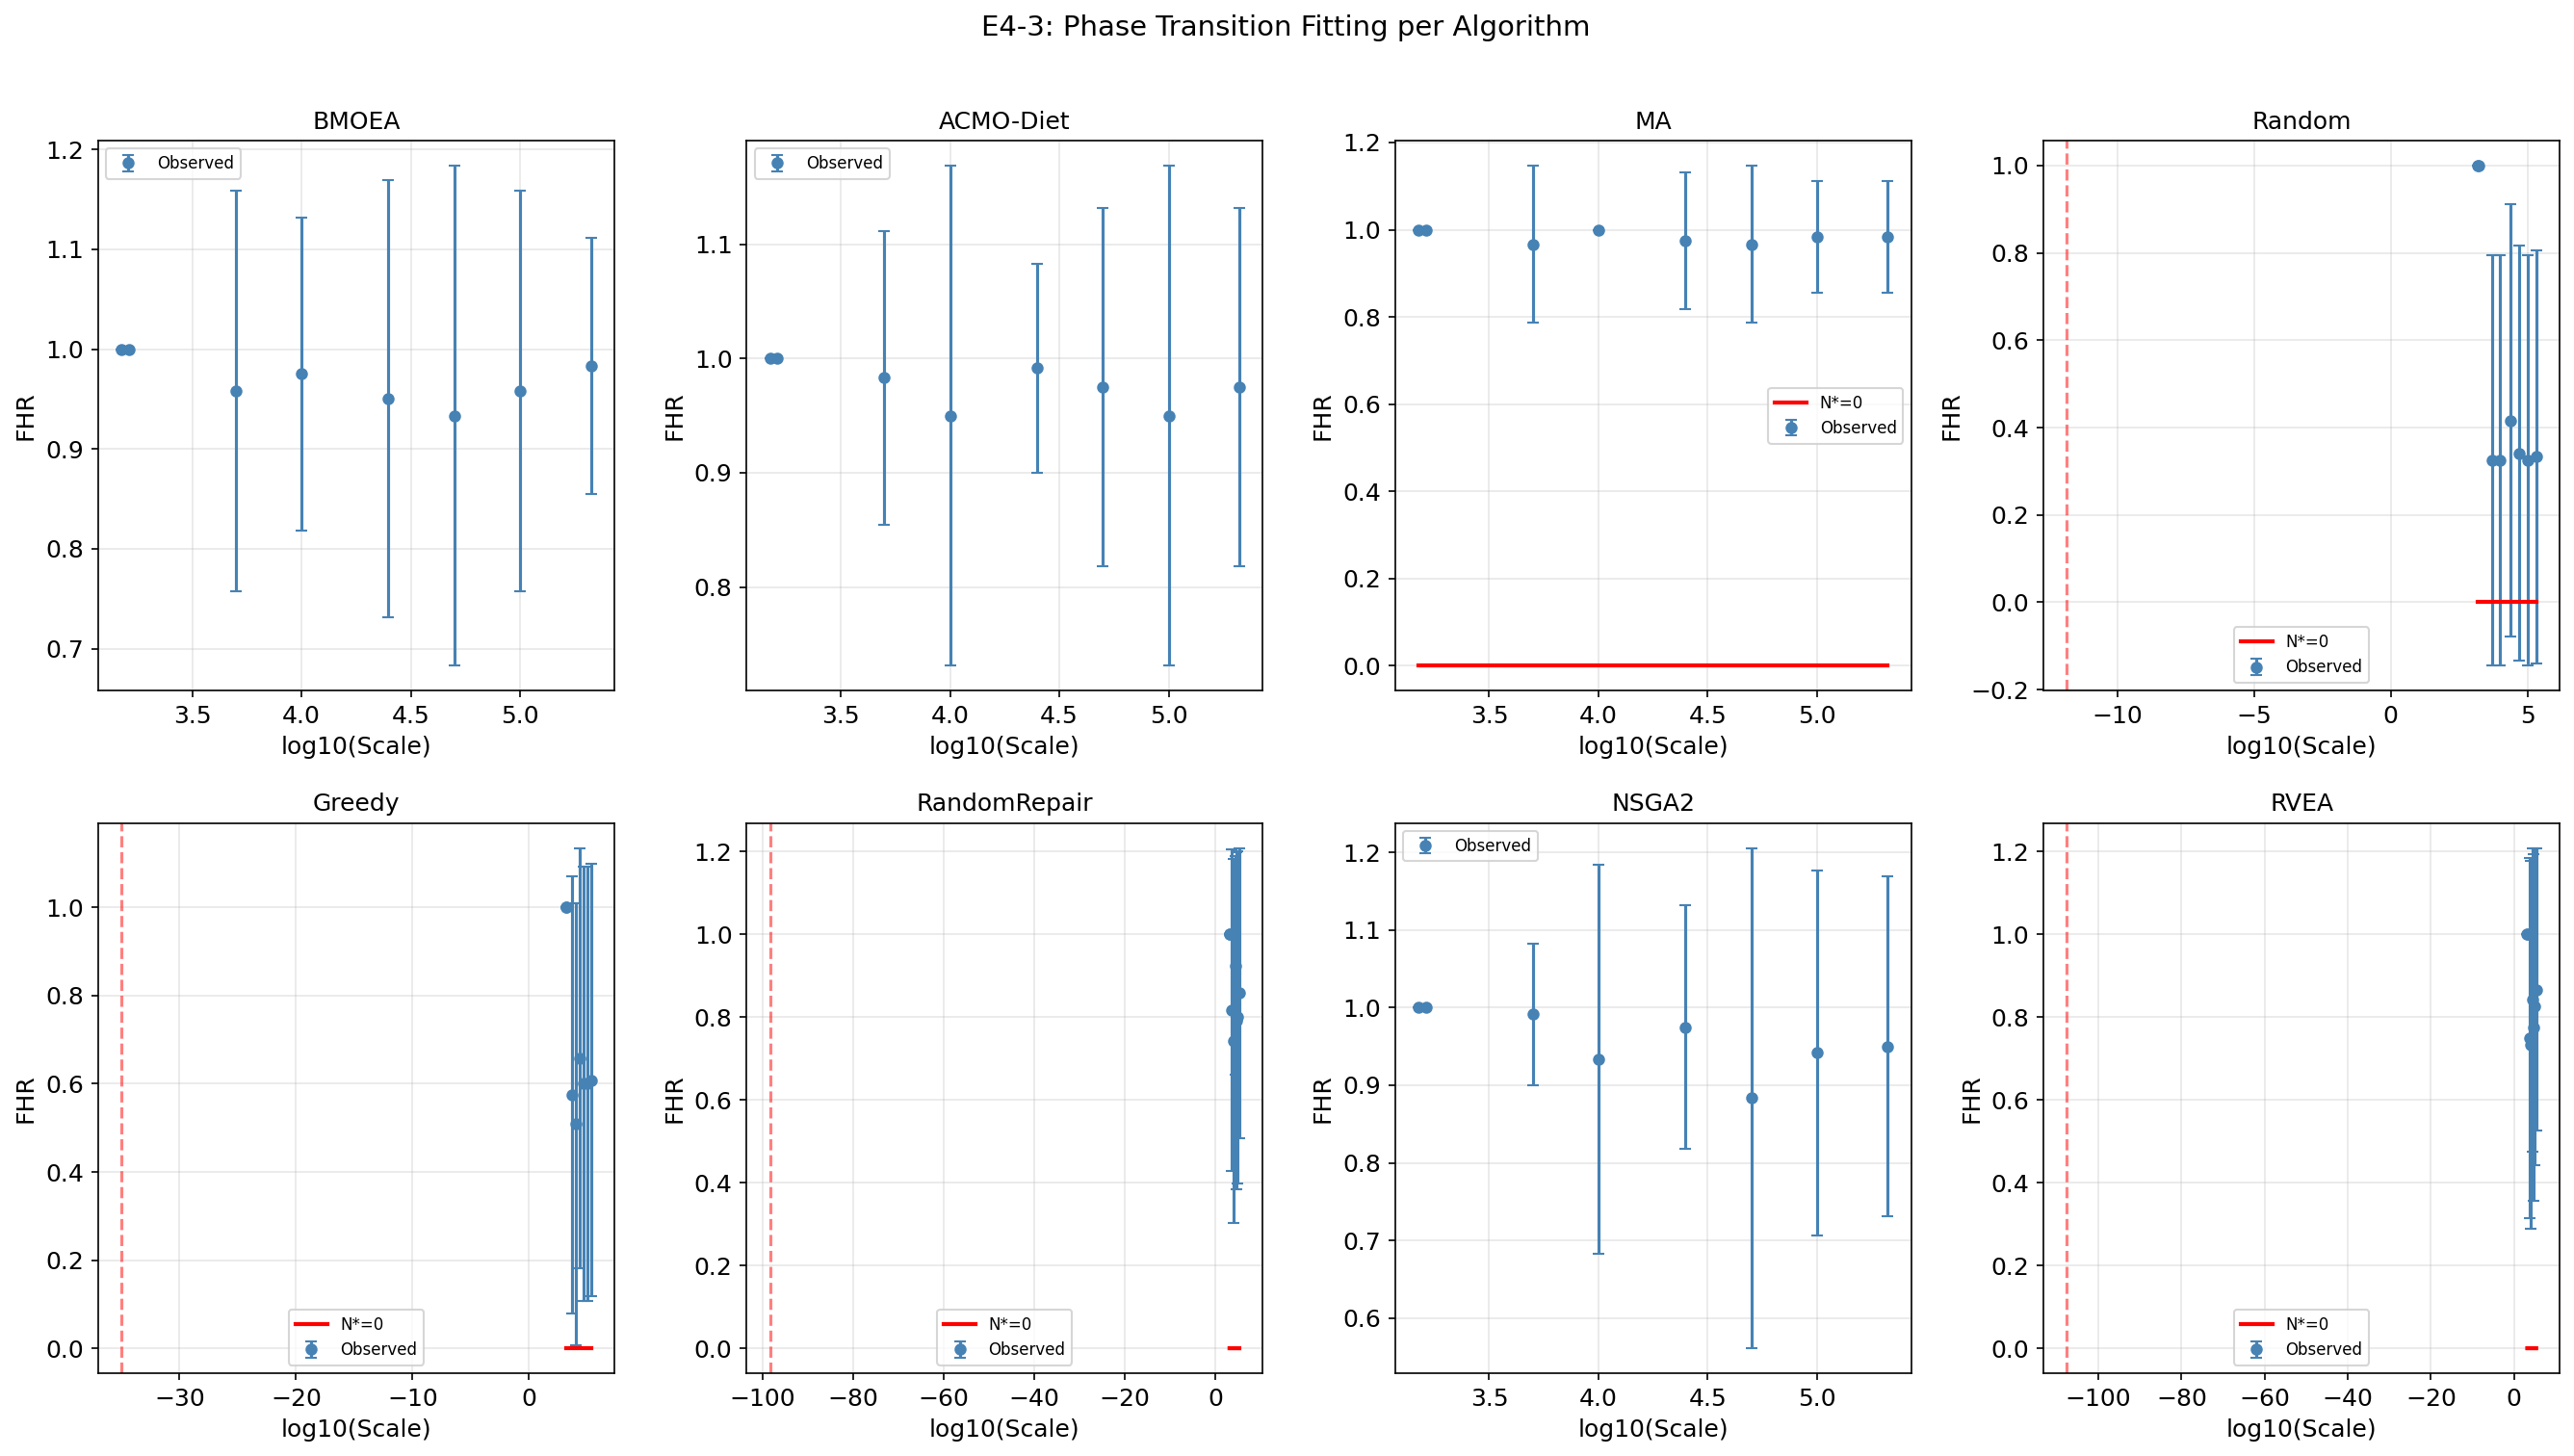 E4-3: Phase Transition Fitting per Algorithm
BMOEA
FHR
1.2
1.1
1.0
0.9
0.8
0.7
Observed
3.5 4.0 4.5 5.0
log10(Scale)
ACMO-Diet
FHR
1.1
1.0
0.9
0.8
Observed
3.5 4.0 4.5 5.0
log10(Scale)
MA
FHR
1.2
1.0
0.8
0.6
0.4
0.2
0.0
N*=0
Observed
3.5 4.0 4.5 5.0
log10(Scale)
Random
FHR
1.0
0.8
0.6
0.4
0.2
0.0
−0.2
N*=0
Observed
−10 −5 0 5
log10(Scale)
Greedy
FHR
1.0
0.8
0.6
0.4
0.2
0.0
N*=0
Observed
−30 −20 −10 0
log10(Scale)
RandomRepair
FHR
1.2
1.0
0.8
0.6
0.4
0.2
0.0
N*=0
Observed
−100 −80 −60 −40 −20 0
log10(Scale)
NSGA2
FHR
1.2
1.1
1.0
0.9
0.8
0.7
0.6
Observed
3.5 4.0 4.5 5.0
log10(Scale)
RVEA
FHR
1.2
1.0
0.8
0.6
0.4
0.2
0.0
N*=0
Observed
−100 −80 −60 −40 −20 0
log10(Scale)